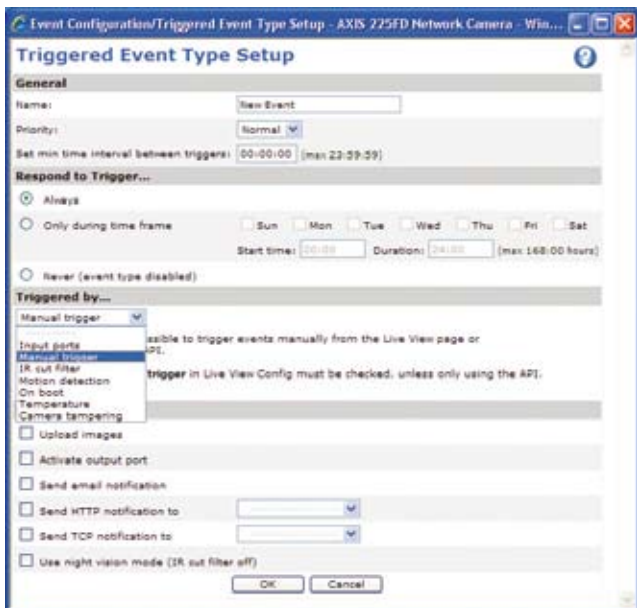 Event Configuration/Triggered Event Type Setup - AXIS 225FD Network Camera - Win...
Triggered Event Type Setup
General
Name: New Event
Priority: Normal
Set min time interval between triggers: 00:00:00 (max 23:59:59)
Respond to Trigger...
Always
Only during time frame Sun Mon Tue Wed Thu Fri Sat
Start time: 00:00 Duration: 24:00 (max 168:00 hours)
Never (event type disabled)
Triggered by...
Manual trigger
Input ports
Manual trigger
IR cut filter
Motion detection
On boot
Temperature
Camera tampering
ssible to trigger events manually from the Live View page or
API.
trigger in Live View Config must be checked, unless only using the API.
Upload images
Activate output port
Send email notification
Send HTTP notification to
Send TCP notification to
Use night vision mode (IR cut filter off)
OK Cancel